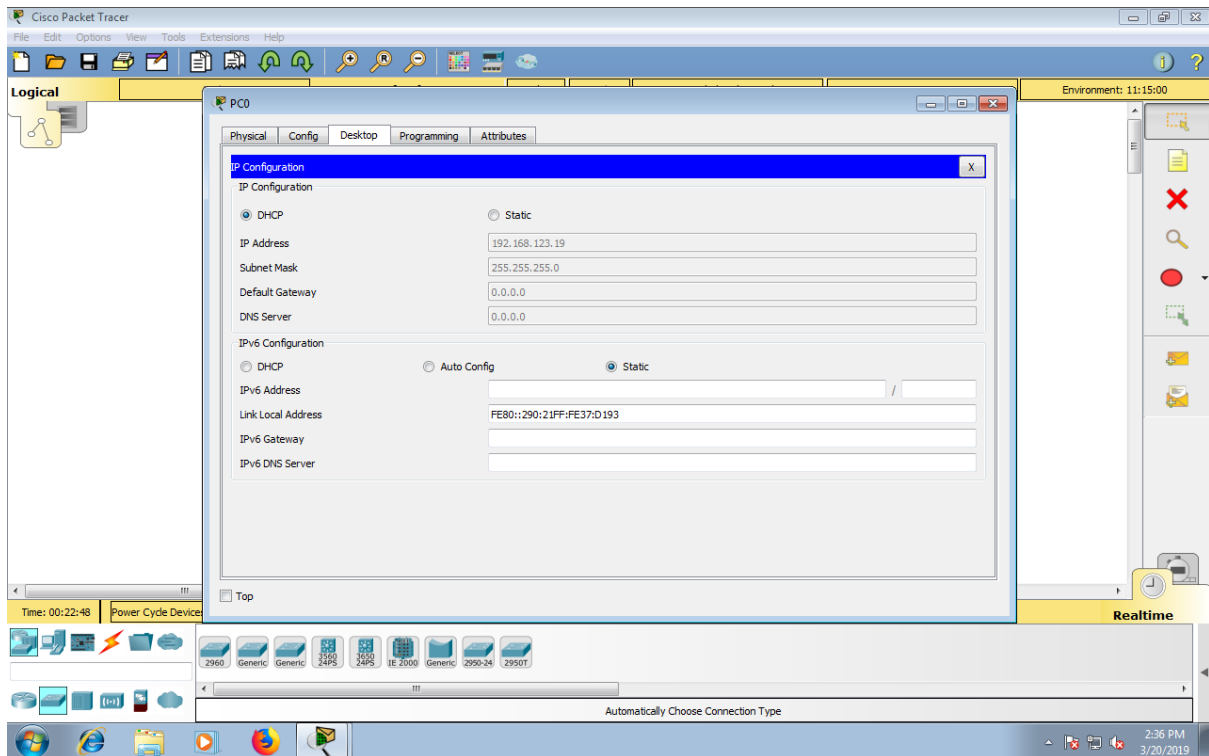 Cisco Packet Tracer
File Edit Options View Tools Extensions Help
Logical
Environment: 11:15:00
PC0
Physical Config Desktop Programming Attributes
IP Configuration X
IP Configuration
DHCP Static
IP Address 192.168.123.19
Subnet Mask 255.255.255.0
Default Gateway 0.0.0.0
DNS Server 0.0.0.0
IPv6 Configuration
DHCP Auto Config Static
IPv6 Address /
Link Local Address FE80::290:21FF:FE37:D193
IPv6 Gateway
IPv6 DNS Server
Top
Time: 00:22:48 Power Cycle Devices
Realtime
2960 Generic Generic 3560 24PS 3650 24PS IE 2000 Generic 2950-24 2950T
Automatically Choose Connection Type
2:36 PM
3/20/2019